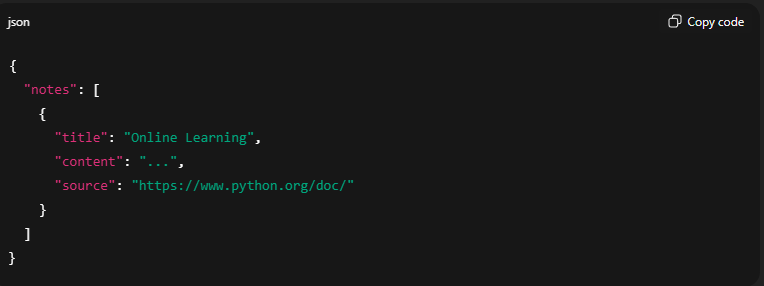 json
Copy code
{
"notes": [
{
"title": "Online Learning",
"content": "...",
"source": "https://www.python.org/doc/"
}
]
}